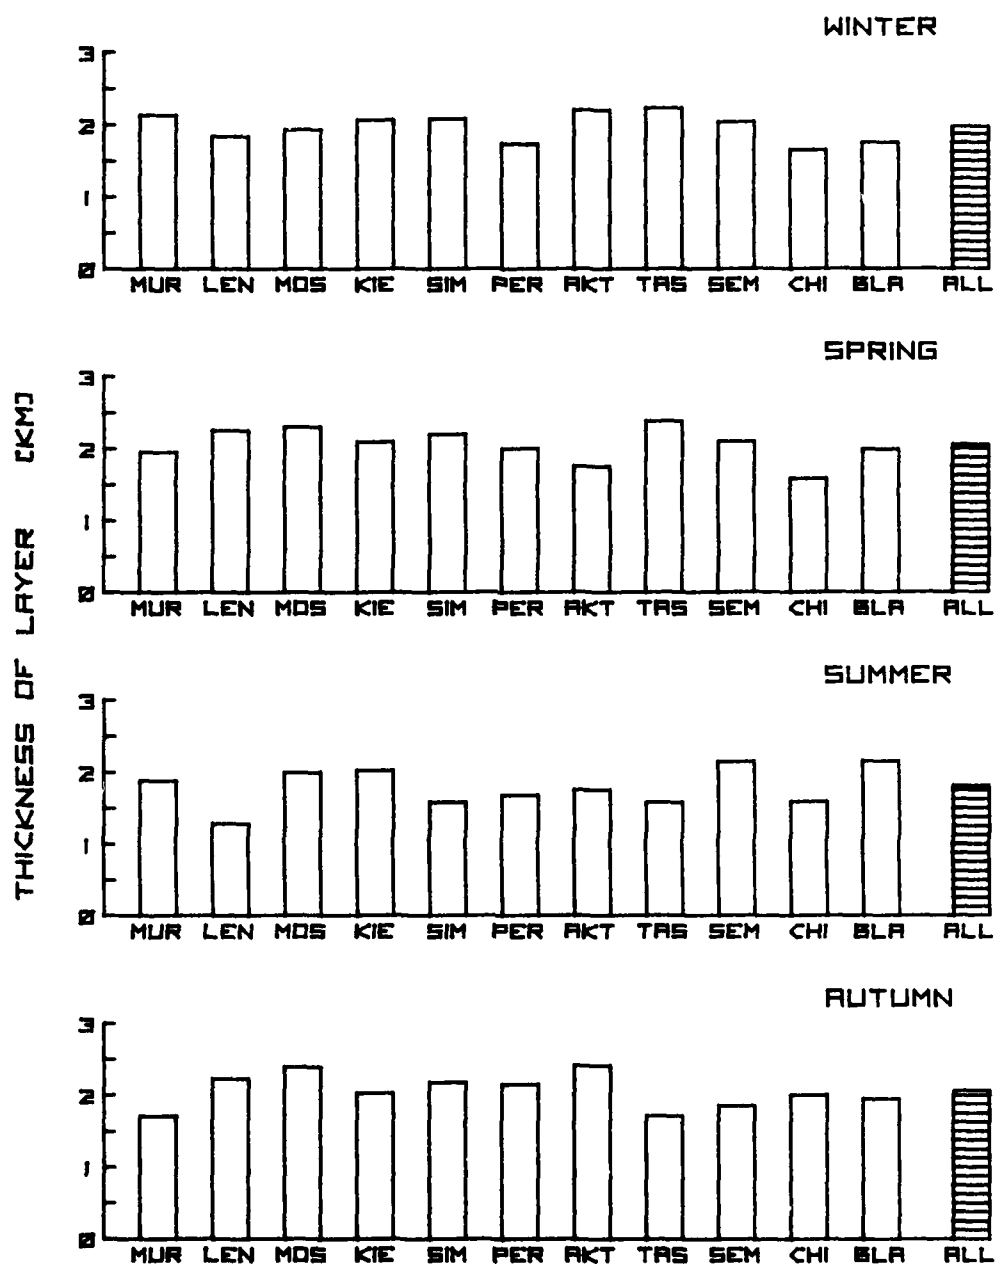 WINTER
3
2
1
0
MUR LEN MOS KIE SIM PER AKT TAS SEM CHI BLA ALL
SPRING
3
2
1
0
MUR LEN MOS KIE SIM PER AKT TAS SEM CHI BLA ALL
THICKNESS OF LAYER [KM]
SUMMER
3
2
1
0
MUR LEN MOS KIE SIM PER AKT TAS SEM CHI BLA ALL
AUTUMN
3
2
1
0
MUR LEN MOS KIE SIM PER AKT TAS SEM CHI BLA ALL